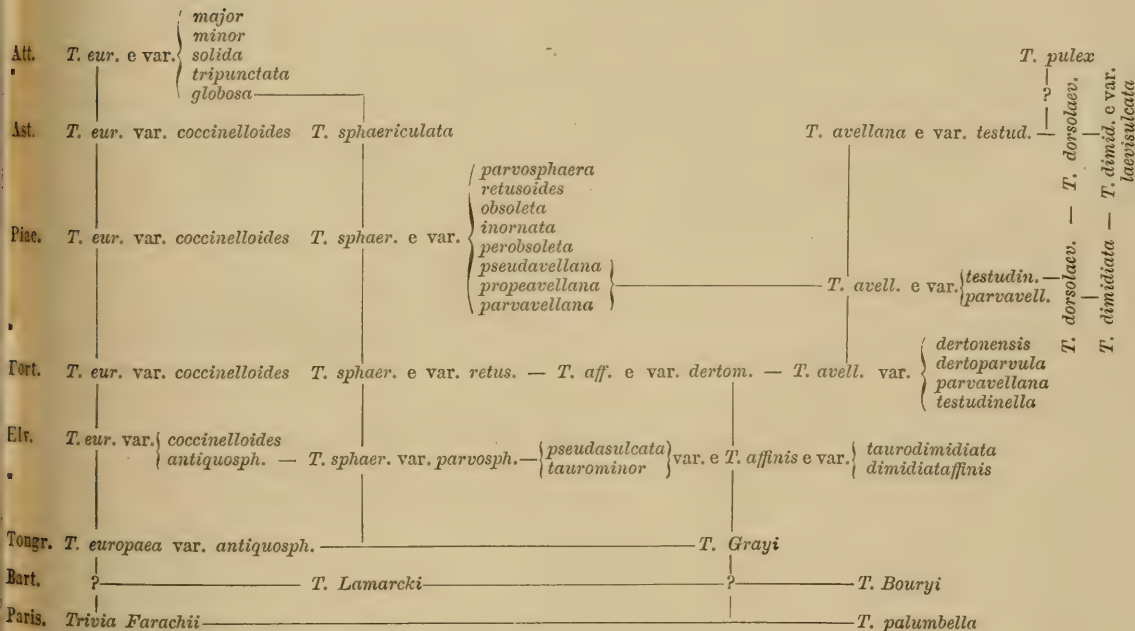 major
minor
Att. T. eur. e var. solida T. pulex
tripunctata ?
globosa
Ast. T. eur. var. coccinelloides T. sphaericulata T. avellana e var. testud. — T. dorsolaev. — T. dimid. e var. laevisulcata
parvosphaera
retusoides
obsoleta
Piac. T. eur. var. coccinelloides T. sphaer. e var. inornata
perobsoleta
pseudavellana
propeavellana — T. avell. e var. testudin. — T. dorsolaev. — T. dimidiata
parvavellana parvavell.
dertonensis
Tort. T. eur. var. coccinelloides T. sphaer. e var. retus. — T. aff. e var. dertom. — T. avell. var. dertoparvula
parvavellana
testudinella
Elv. T. eur. var. coccinelloides pseudasulcata taurodimidiata
antiquosph. — T. sphaer. var. parvosph. — taurominor var. e T. affinis e var. dimidiataffinis
Tongr. T. europaea var. antiquosph. — T. Grayi
Bart. ? — T. Lamarcki — ? — T. Bouryi
Paris. Trivia Farachii — T. palumbella